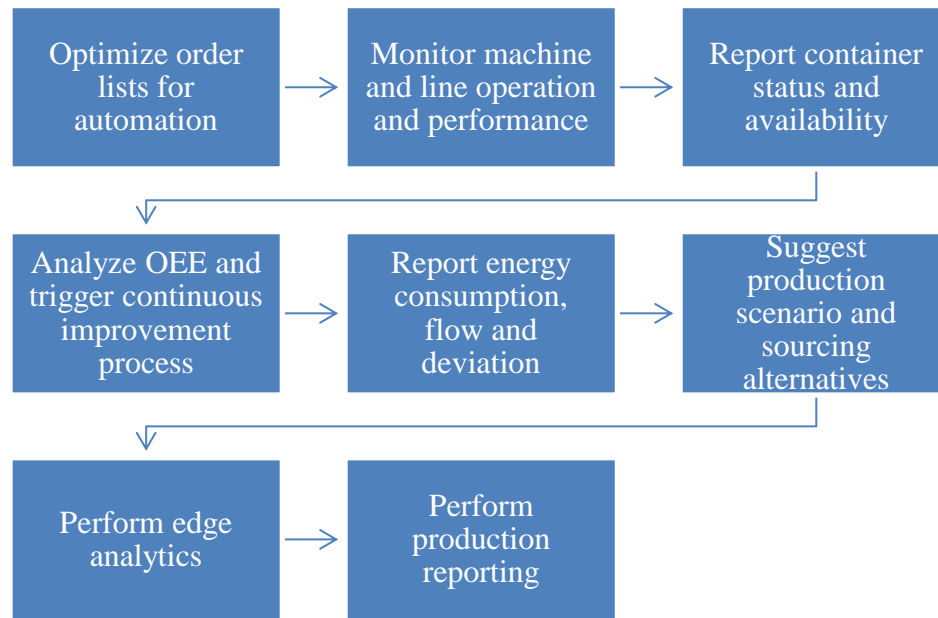 Optimize order
lists for
automation
Monitor machine
and line operation
and performance
Report container
status and
availability
Analyze OEE and
trigger continuous
improvement
process
Report energy
consumption,
flow and
deviation
Suggest
production
scenario and
sourcing
alternatives
Perform edge
analytics
Perform
production
reporting